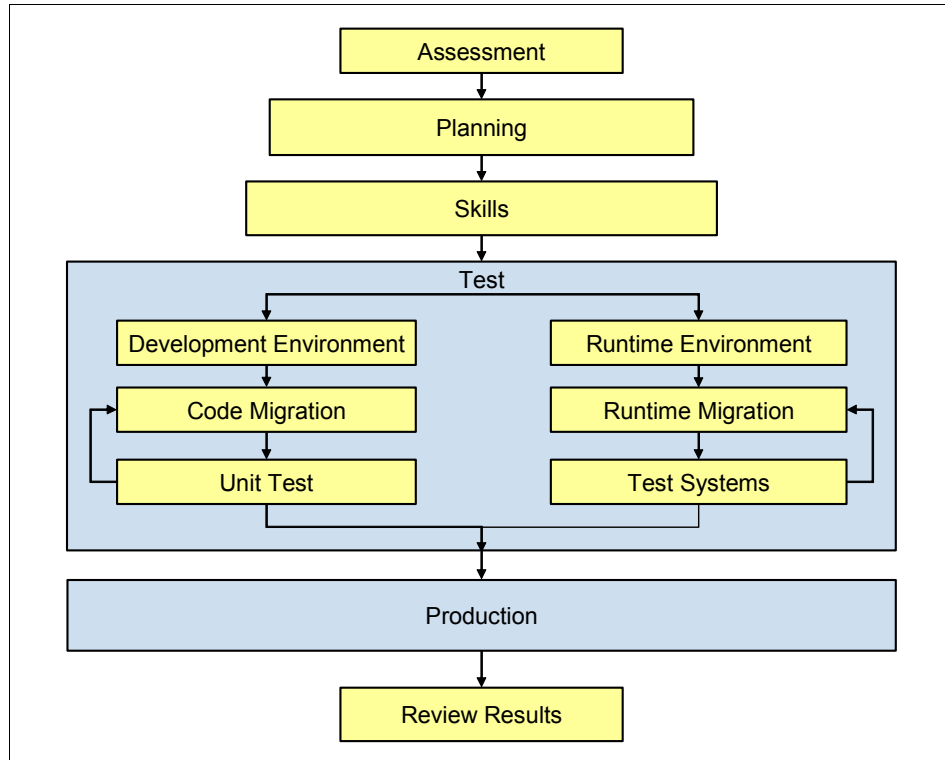 Assessment
Planning
Skills
Test
Development Environment
Runtime Environment
Code Migration
Runtime Migration
Unit Test
Test Systems
Production
Review Results